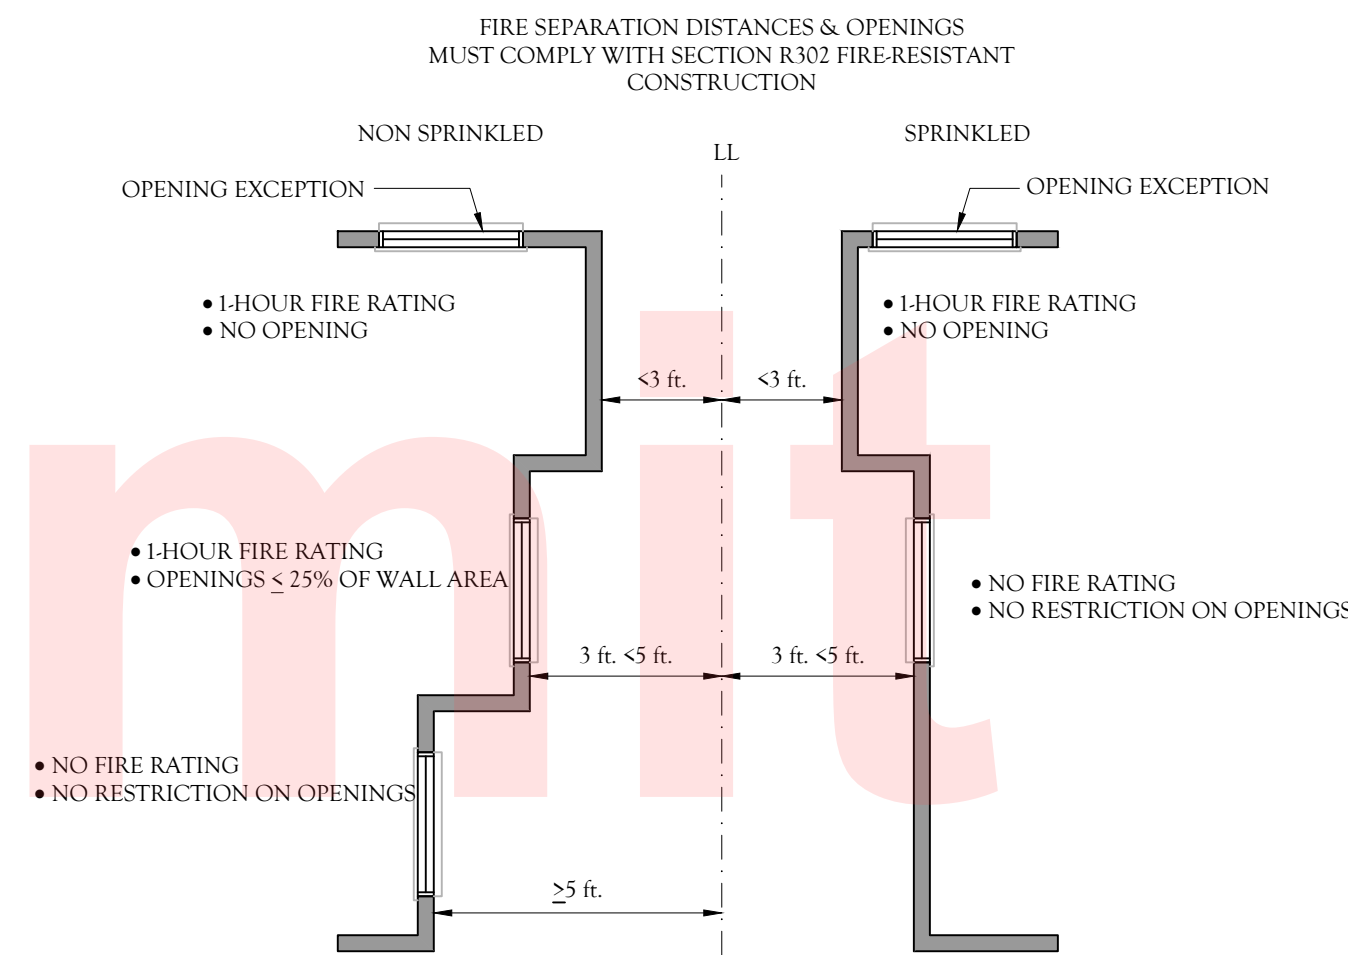 FIRE SEPARATION DISTANCES & OPENINGS
MUST COMPLY WITH SECTION R302 FIRE-RESISTANT
CONSTRUCTION
NON SPRINKLED
SPRINKLED
LL
OPENING EXCEPTION
OPENING EXCEPTION
• 1-HOUR FIRE RATING
• NO OPENING
• 1-HOUR FIRE RATING
• NO OPENING
<3 ft.
<3 ft.
mit
• 1-HOUR FIRE RATING
• OPENINGS ≤ 25% OF WALL AREA
• NO FIRE RATING
• NO RESTRICTION ON OPENINGS
3 ft. <5 ft.
3 ft. <5 ft.
• NO FIRE RATING
• NO RESTRICTION ON OPENINGS
≥5 ft.